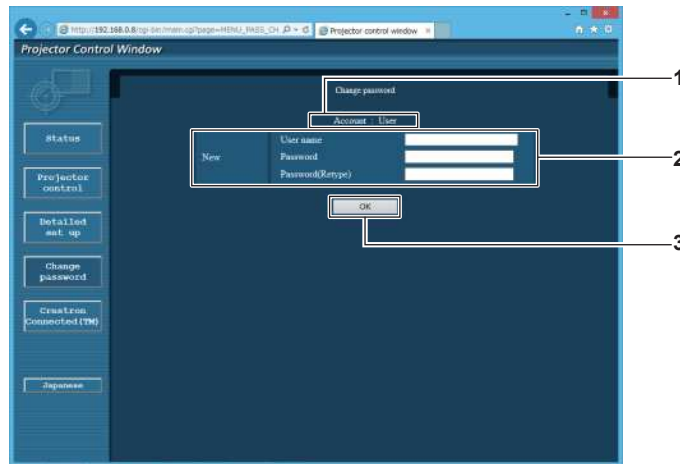 http://192.168.0.8/cgi-bin/main.cgi?page=MENU_PASS_CH
Projector control window
Projector Control Window
1
Change password
Account : User
Status
New
User name
Password
Password(Retype)
2
Projector
control
OK
Detailed
set up
3
Change
password
Crestron
Connected(TM)
Japanese